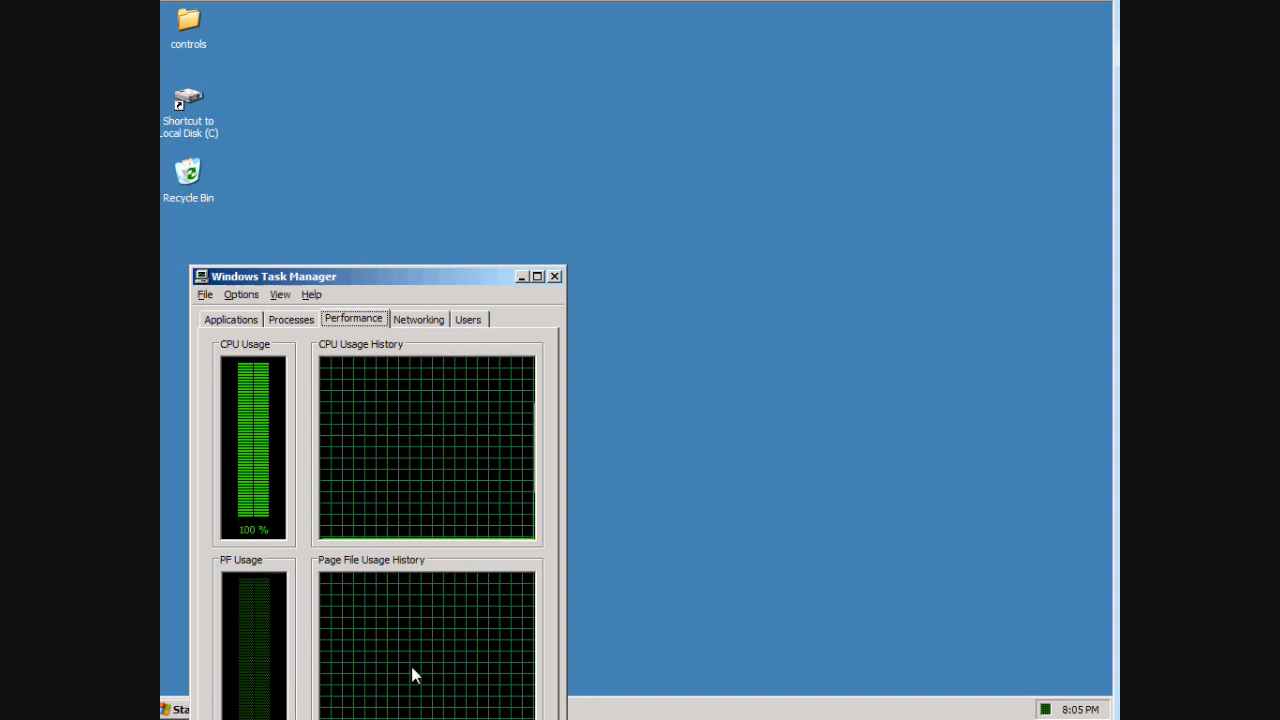 controls
Shortcut to
Local Disk (C)
Recycle Bin
Windows Task Manager
File Options View Help
Applications Processes Performance Networking Users
CPU Usage
CPU Usage History
100 %
PF Usage
Page File Usage History
Sta
8:05 PM